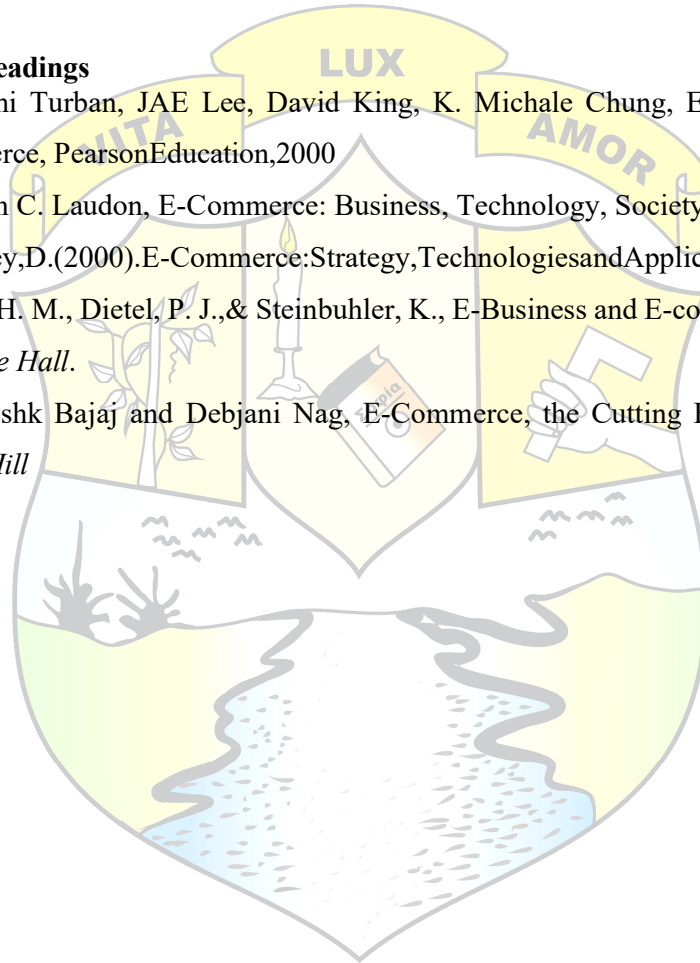 LUX
VITA
AMOR
eadings
ni Turban, JAE Lee, David King, K. Michale Chung, E
erce, PearsonEducation,2000
n C. Laudon, E-Commerce: Business, Technology, Society
ey,D.(2000).E-Commerce:Strategy,TechnologiesandApplic
H. M., Dietel, P. J.,& Steinbuhler, K., E-Business and E-co
e Hall.
shk Bajaj and Debjani Nag, E-Commerce, the Cutting E
Hill